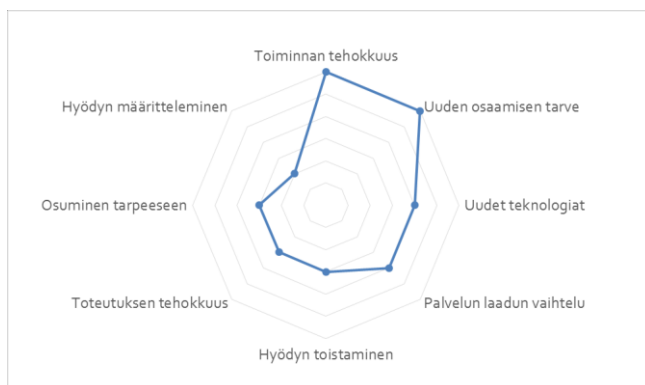 Toiminnan tehokkuus
Hyödyn määritteleminen
Uuden osaamisen tarve
Osuminen tarpeeseen
Uudet teknologiat
Toteutuksen tehokkuus
Palvelun laadun vaihtelu
Hyödyn toistaminen